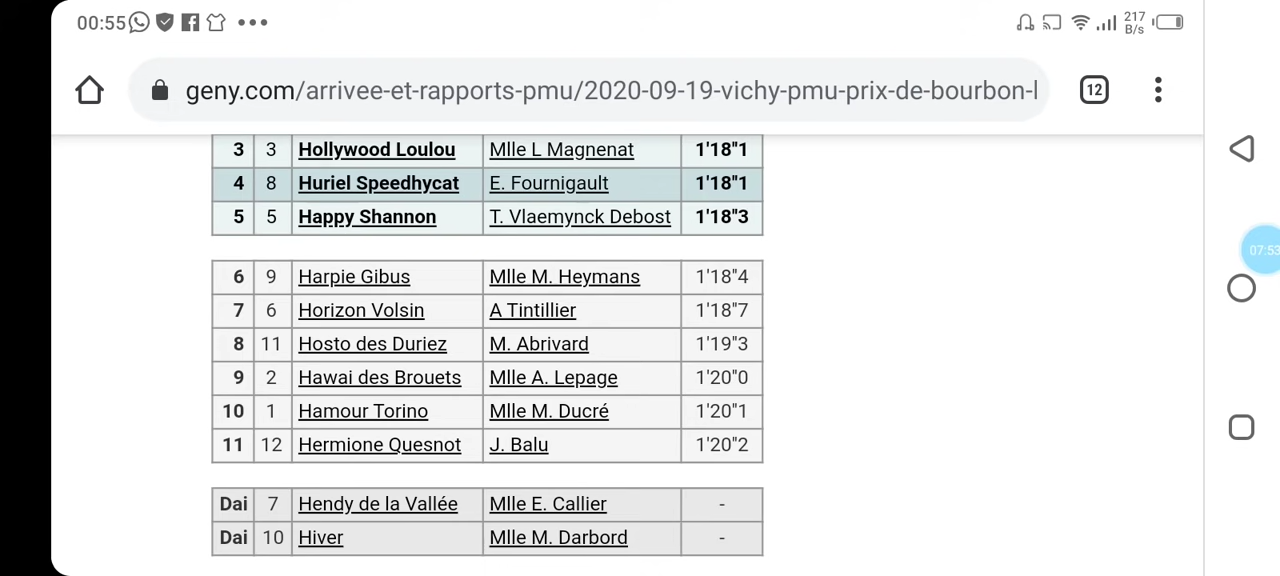 00:55
217
B/s
geny.com/arrivee-et-rapports-pmu/2020-09-19-vichy-pmu-prix-de-bourbon-l
12
3 3 Hollywood Loulou Mlle L Magnenat 1'18"1
4 8 Huriel Speedhycat E. Fournigault 1'18"1
5 5 Happy Shannon T. Vlaemynck Debost 1'18"3
07:53
6 9 Harpie Gibus Mlle M. Heymans 1'18"4
7 6 Horizon Volsin A Tintillier 1'18"7
8 11 Hosto des Duriez M. Abrivard 1'19"3
9 2 Hawai des Brouets Mlle A. Lepage 1'20"0
10 1 Hamour Torino Mlle M. Ducré 1'20"1
11 12 Hermione Quesnot J. Balu 1'20"2
Dai 7 Hendy de la Vallée Mlle E. Callier -
Dai 10 Hiver Mlle M. Darbord -